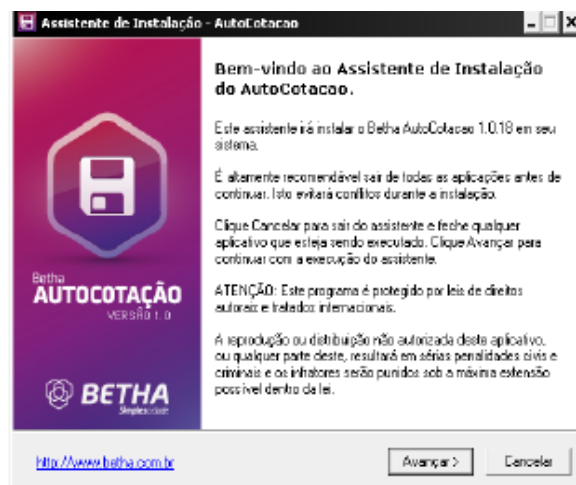 Assistente de Instalação - AutoCotacao
Bem-vindo ao Assistente de Instalação
do AutoCotacao.
Este assistente irá instalar o Betha AutoCotacao 1.0.18 em seu
sistema.
É altamente recomendável sair de todas as aplicações antes de
continuar. Isto evitará conflitos durante a instalação.
Clique Cancelar para sair do assistente e feche qualquer
aplicativo que esteja sendo executado. Clique Avançar para
continuar com a execução do assistente.
ATENÇÃO: Este programa é protegido por leis de direitos
autorais e tratados internacionais.
A reprodução ou distribuição não autorizada deste aplicativo,
ou qualquer parte deste, resultará em sérias penalidades civis e
criminais e os infratores serão punidos sob a máxima extensão
possível dentro da lei.
Betha
AUTOCOTAÇÃO
VERSÃO 1.0
BETHA
Simplicidade
http://www.betha.com.br
Avançar >
Cancelar